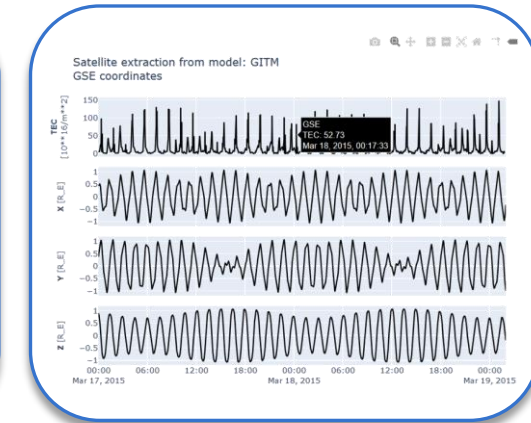 Satellite extraction from model: GITM
GSE coordinates
TEC
[10**16/m**2]
150
100
50
0
GSE
TEC: 52.73
Mar 18, 2015, 00:17:33
X [R_E]
1
0.5
0
−0.5
−1
Y [R_E]
1
0.5
0
−0.5
−1
Z [R_E]
1
0.5
0
−0.5
−1
00:00 06:00 12:00 18:00 00:00 06:00 12:00 18:00 00:00
Mar 17, 2015 Mar 18, 2015 Mar 19, 2015